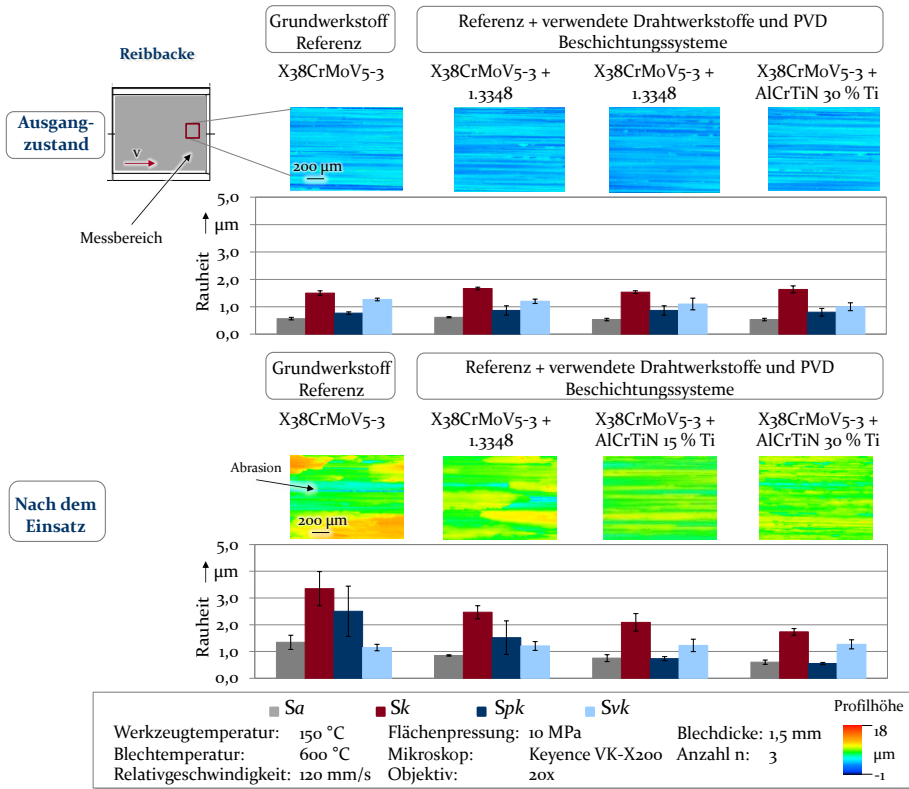 Grundwerkstoff
Referenz
Referenz + verwendete Drahtwerkstoffe und PVD
Beschichtungssysteme
Reibbacke
X38CrMoV5-3
X38CrMoV5-3 +
1.3348
X38CrMoV5-3 +
1.3348
X38CrMoV5-3 +
AlCrTiN 30 % Ti
Ausgang-
zustand
v
200 µm
Messbereich
Rauheit
µm
5,0
3,0
2,0
1,0
0,0
Grundwerkstoff
Referenz
Referenz + verwendete Drahtwerkstoffe und PVD
Beschichtungssysteme
X38CrMoV5-3
X38CrMoV5-3 +
1.3348
X38CrMoV5-3 +
AlCrTiN 15 % Ti
X38CrMoV5-3 +
AlCrTiN 30 % Ti
Abrasion
Nach dem
Einsatz
200 µm
Rauheit
5,0
µm
3,0
2,0
1,0
0,0
Sa Sk Spk Svk
Profilhöhe
Werkzeugtemperatur: 150 °C Flächenpressung: 10 MPa Blechdicke: 1,5 mm
Blechtemperatur: 600 °C Mikroskop: Keyence VK-X200 Anzahl n: 3
Relativgeschwindigkeit: 120 mm/s Objektiv: 20x
18
µm
-1